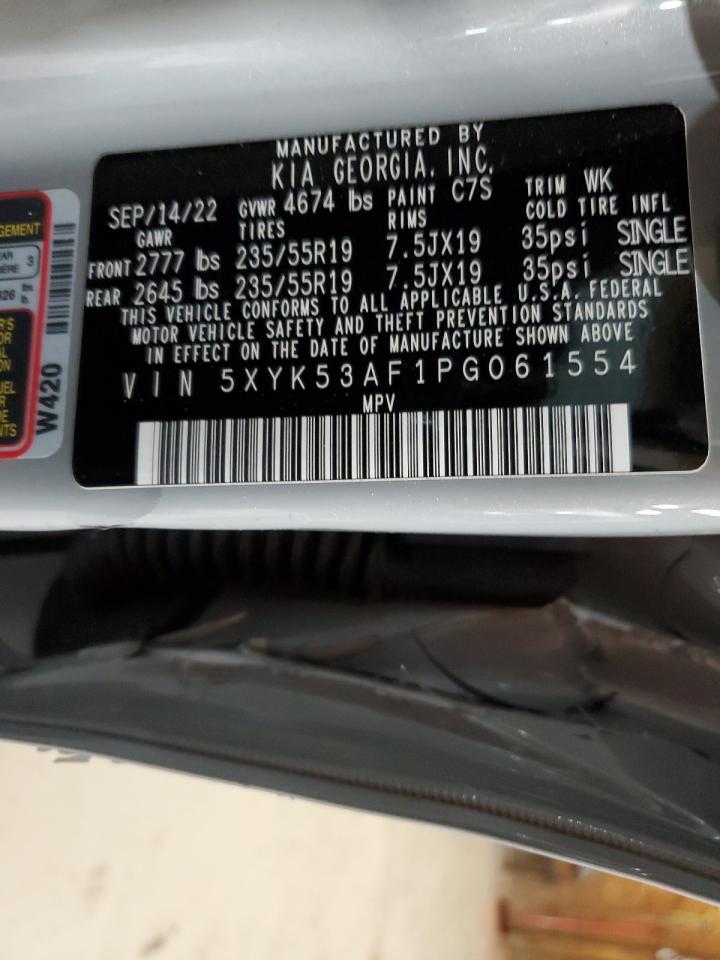 MANUFACTURED BY
KIA GEORGIA, INC.
SEP/14/22 GVWR 4674 lbs PAINT C7S TRIM WK
GAWR TIRES RIMS COLD TIRE INFL
FRONT 2777 lbs 235/55R19 7.5JX19 35psi SINGLE
REAR 2645 lbs 235/55R19 7.5JX19 35psi SINGLE
THIS VEHICLE CONFORMS TO ALL APPLICABLE U.S.A. FEDERAL
MOTOR VEHICLE SAFETY AND THEFT PREVENTION STANDARDS
IN EFFECT ON THE DATE OF MANUFACTURE SHOWN ABOVE
VIN 5XYK53AF1PG061554
MPV
3
W420